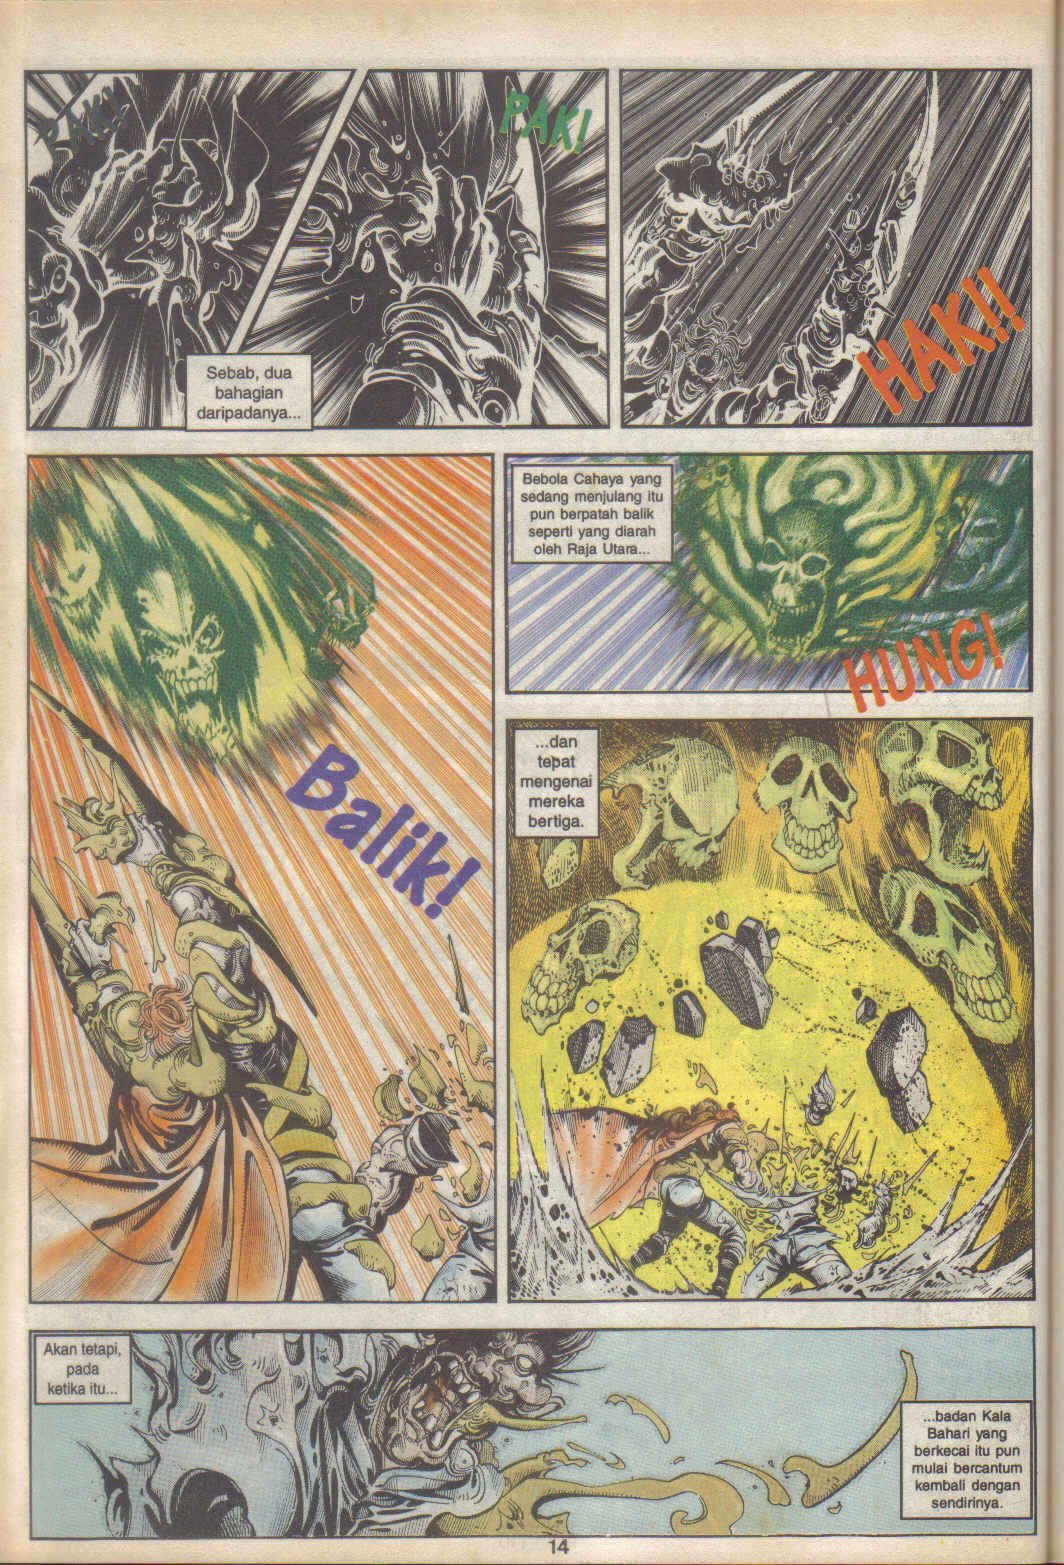 PAK!
PAK!
Sebab, dua
bahagian
daripadanya...
HAK!!
Balik!
Bebola Cahaya yang
sedang menjulang itu
pun berpatah balik
seperti yang diarah
oleh Raja Utara...
HUNG!
...dan
tepat
mengenai
mereka
bertiga.
Akan tetapi,
pada
ketika itu...
...badan Kala
Bahari yang
berkecai itu pun
mulai bercantum
kembali dengan
sendirinya.
14